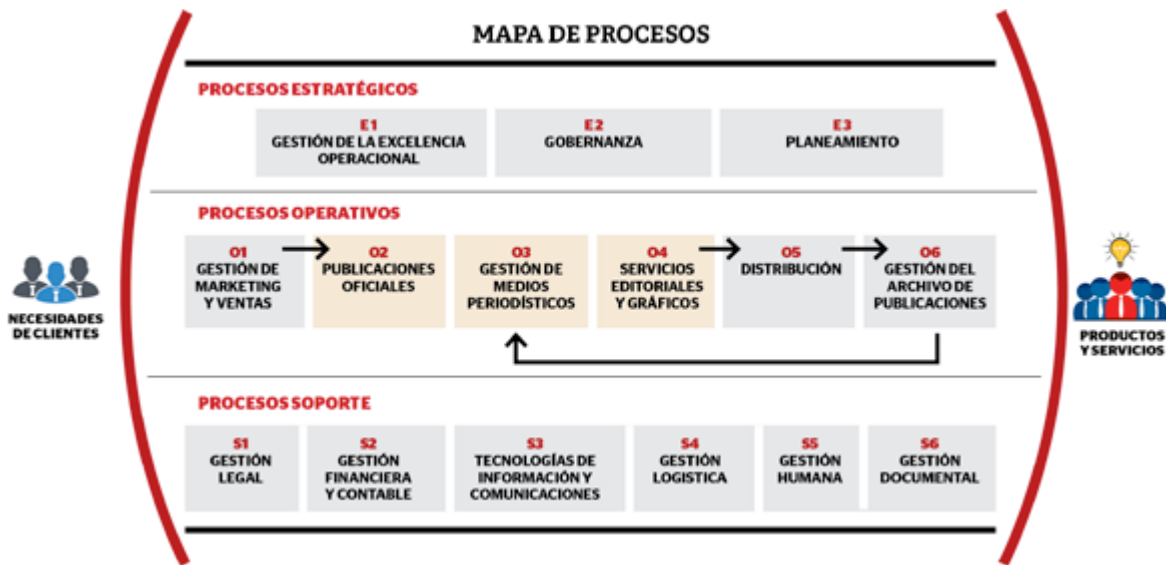 MAPA DE PROCESOS
PROCESOS ESTRATÉGICOS
E1
GESTIÓN DE LA EXCELENCIA
OPERACIONAL
E2
GOBERNANZA
E3
PLANEAMIENTO
PROCESOS OPERATIVOS
O1
GESTIÓN DE
MARKETING
Y VENTAS
O2
PUBLICACIONES
OFICIALES
O3
GESTIÓN DE
MEDIOS
PERIODÍSTICOS
O4
SERVICIOS
EDITORIALES
Y GRÁFICOS
O5
DISTRIBUCIÓN
O6
GESTIÓN DEL
ARCHIVO DE
PUBLICACIONES
NECESIDADES
DE CLIENTES
PRODUCTOS
Y SERVICIOS
PROCESOS SOPORTE
S1
GESTIÓN
LEGAL
S2
GESTIÓN
FINANCIERA
Y CONTABLE
S3
TECNOLOGÍAS DE
INFORMACIÓN Y
COMUNICACIONES
S4
GESTIÓN
LOGISTICA
S5
GESTIÓN
HUMANA
S6
GESTIÓN
DOCUMENTAL